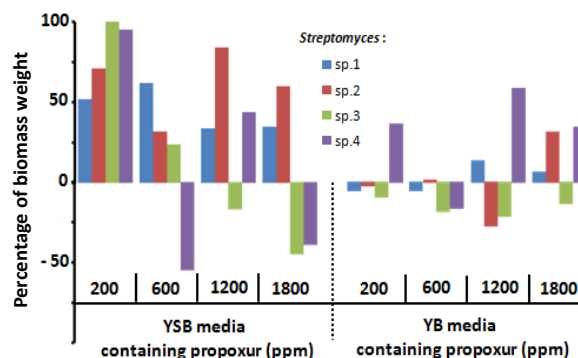 Percentage of biomass weight
100
50
0
- 50
Streptomyces :
sp.1
sp.2
sp.3
sp.4
200 600 1200 1800 200 600 1200 1800
YSB media YB media
containing propoxur (ppm) containing propoxur (ppm)